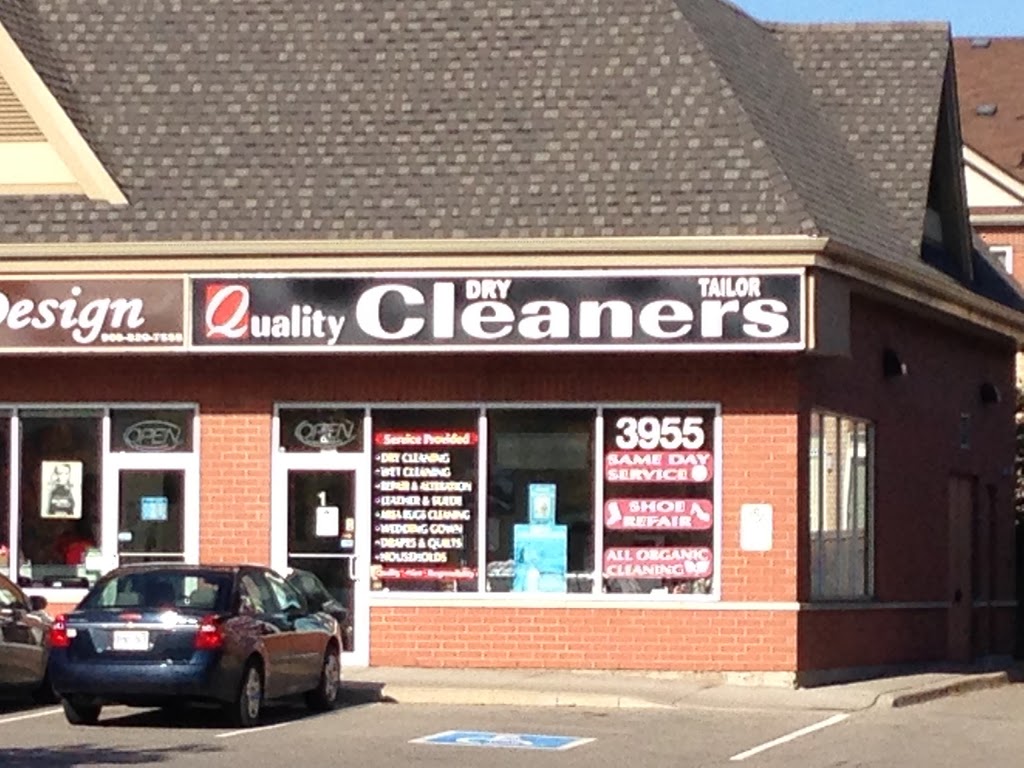 Design
Quality DRY Cleaners TAILOR
OPEN
OPEN
Service Provided
DRY CLEANING
WET CLEANING
REPAIR & ALTERATION
LEATHER & SUEDE
AREA RUGS CLEANING
WEDDING GOWN
DRAPES & QUILTS
HOUSEHOLDS
3955
SAME DAY
SERVICE
SHOE
REPAIR
ALL ORGANIC
CLEANING
1